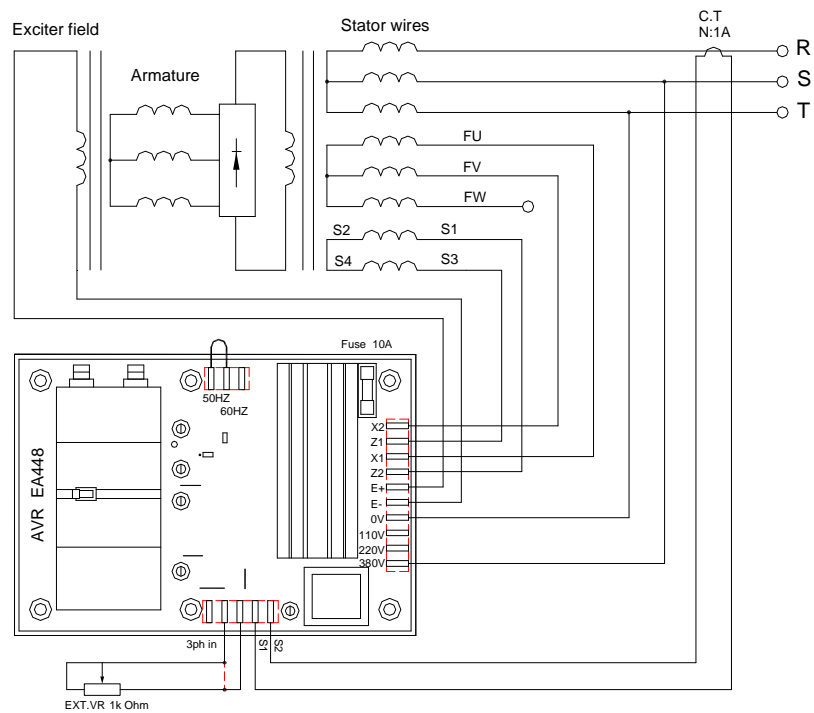 Exciter field
Stator wires
C.T
N:1A
R
Armature
S
T
FU
FV
FW
S2 S1
S4 S3
Fuse 10A
50HZ
60HZ
AVR EA448
X2
Z1
X1
Z2
E+
E-
0V
110V
220V
380V
3ph in
S1
S2
EXT.VR 1k Ohm